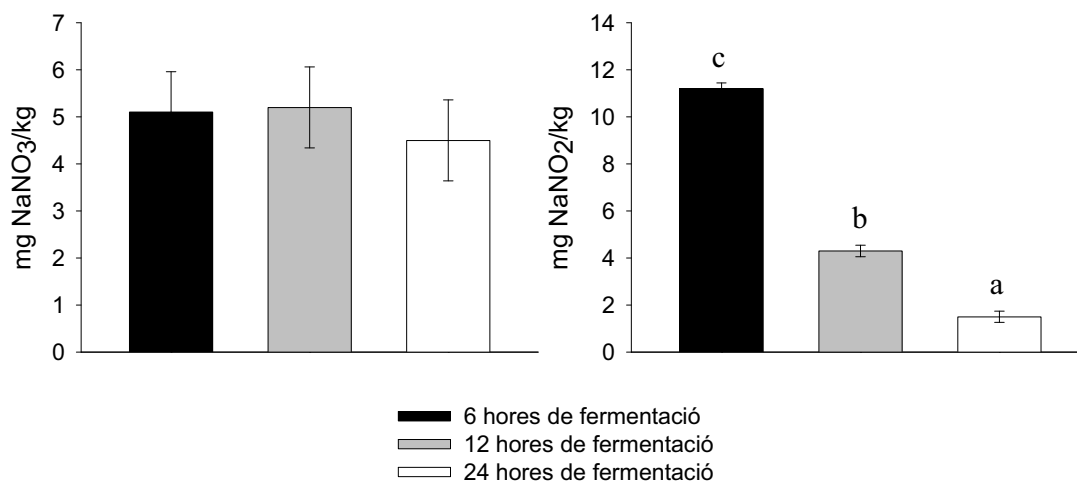 mg NaNO3/kg
7
6
5
4
3
2
1
0
mg NaNO2/kg
14
12
10
8
6
4
2
0
c
b
a
6 hores de fermentació
12 hores de fermentació
24 hores de fermentació